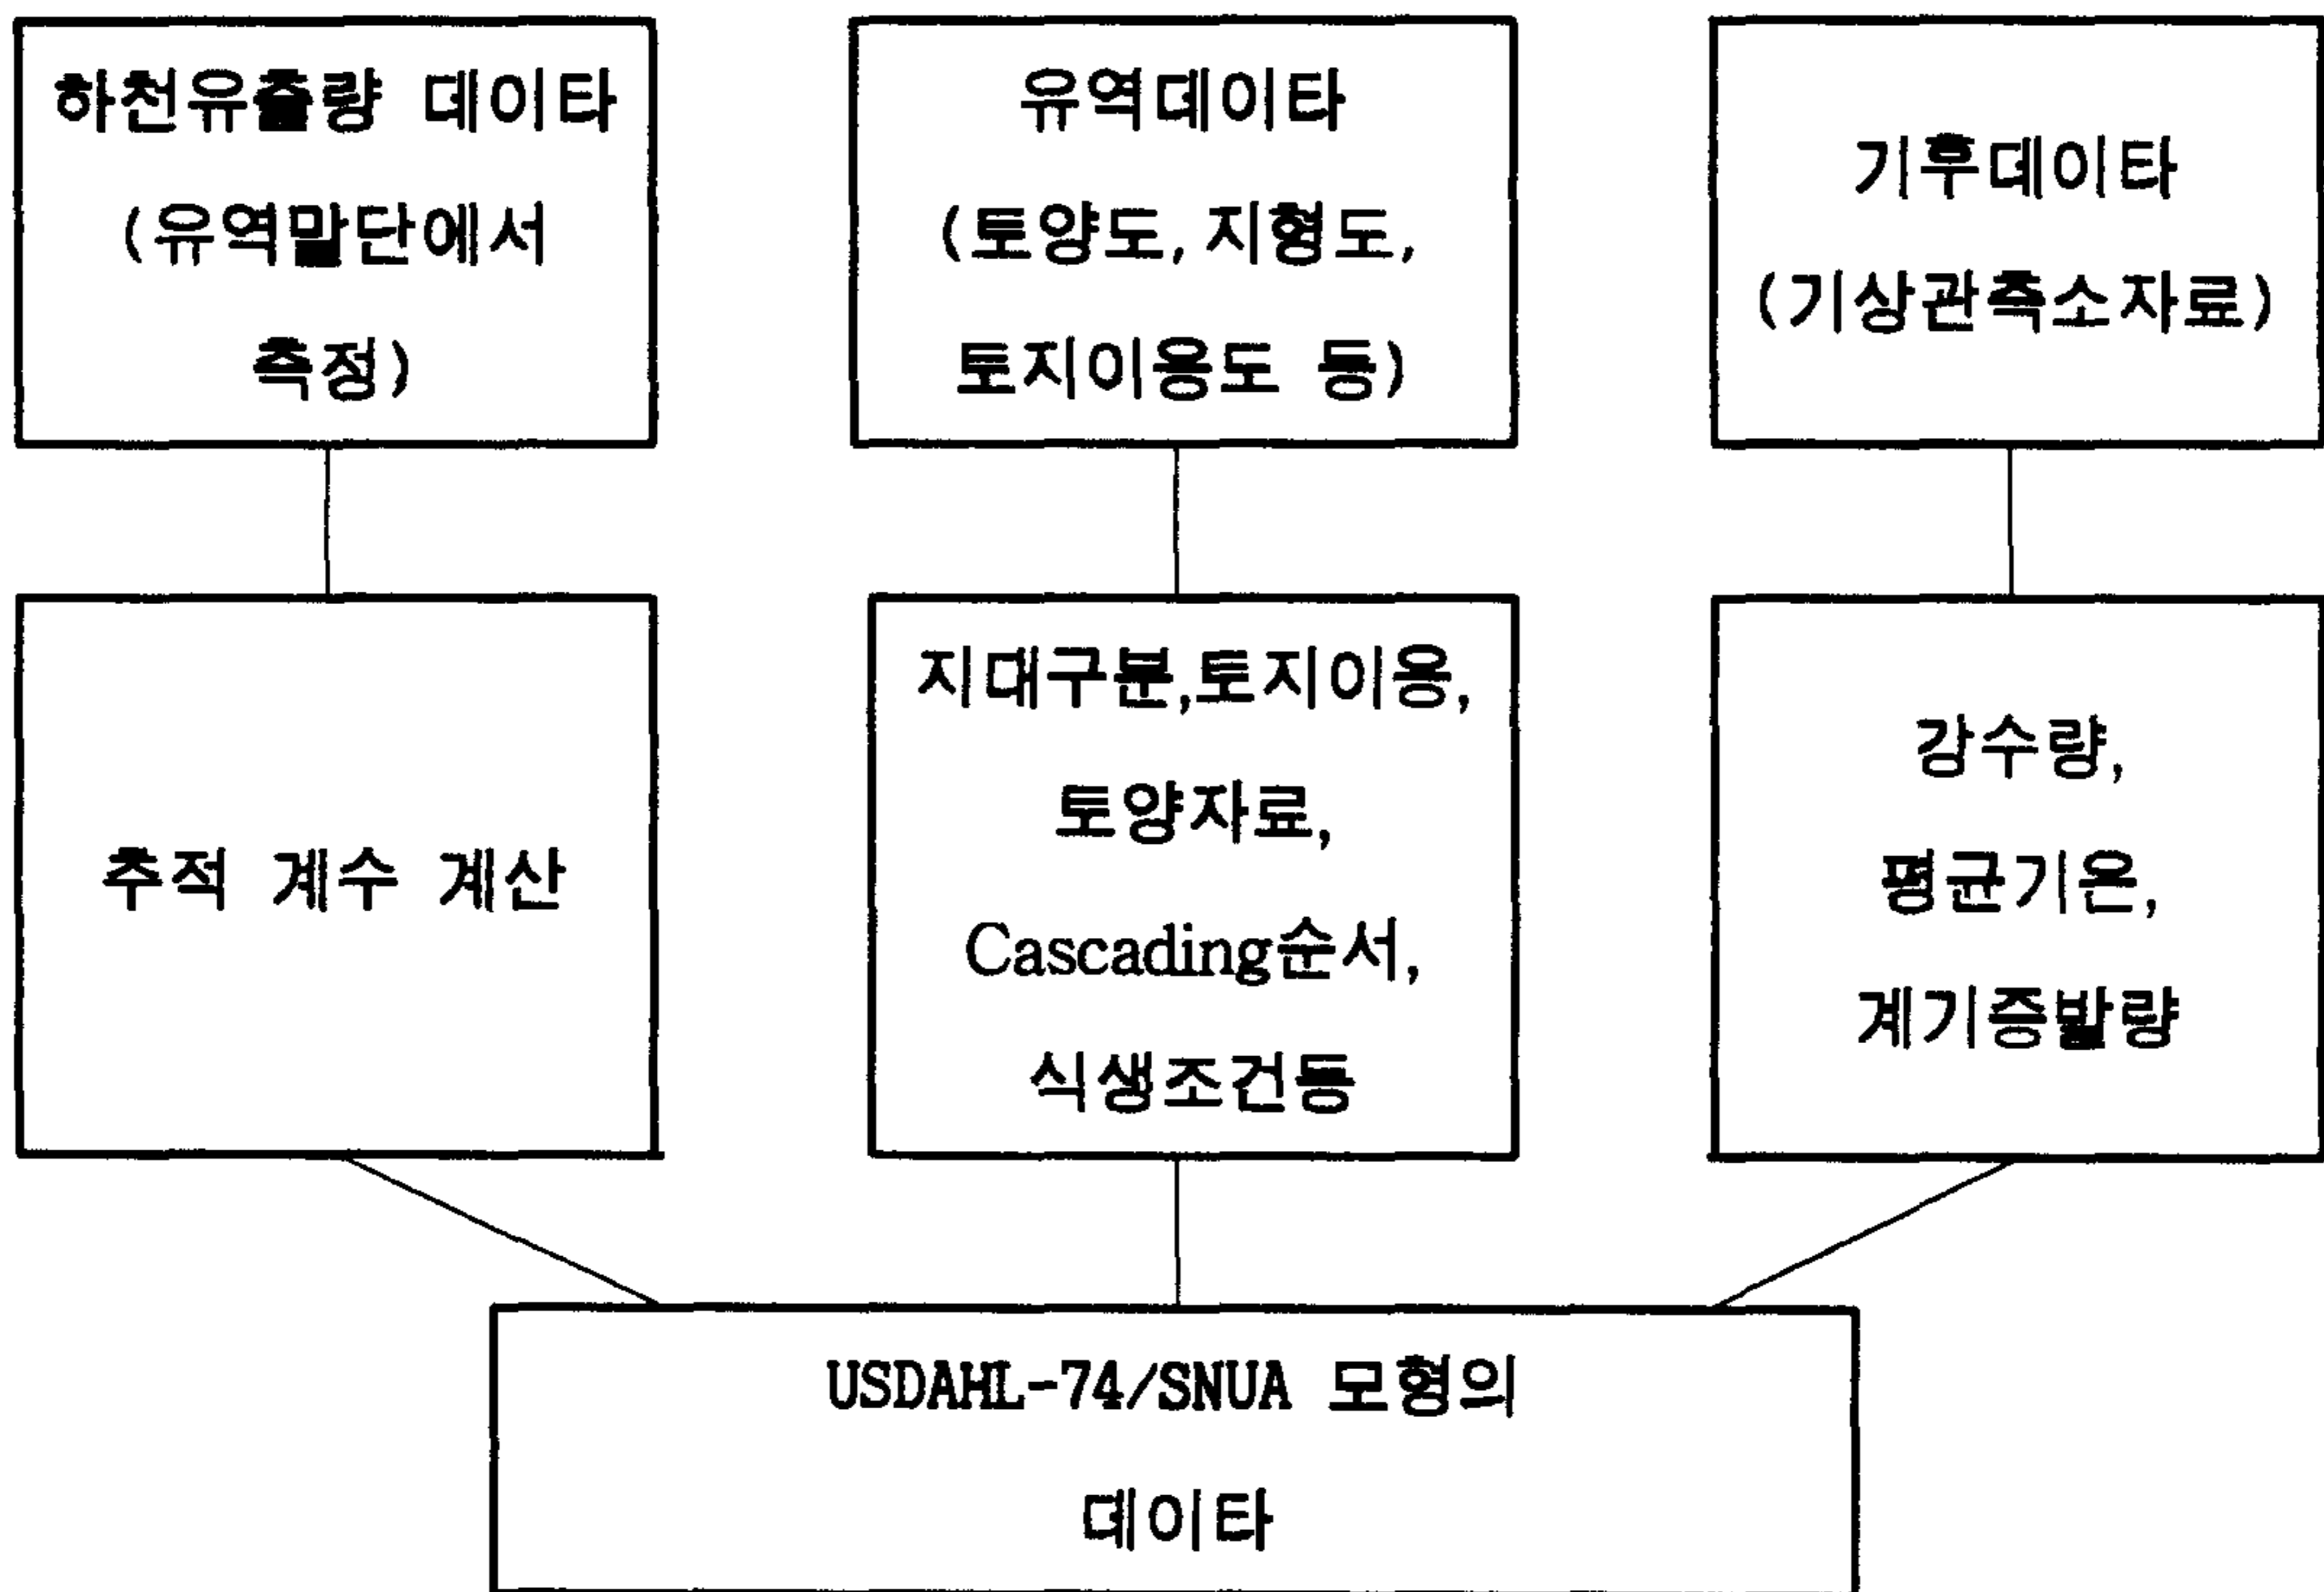 하천유출량 데이타
(유역말단에서
측정)
유역데이타
(토양도, 지형도,
토지이용도 등)
기후데이타
(기상관측소자료)
추적 계수 계산
지대구분,토지이용,
토양자료,
Cascading순서,
식생조건등
강수량,
평균기온,
계기증발량
USDAHL-74/SNUA 모형의
데이타